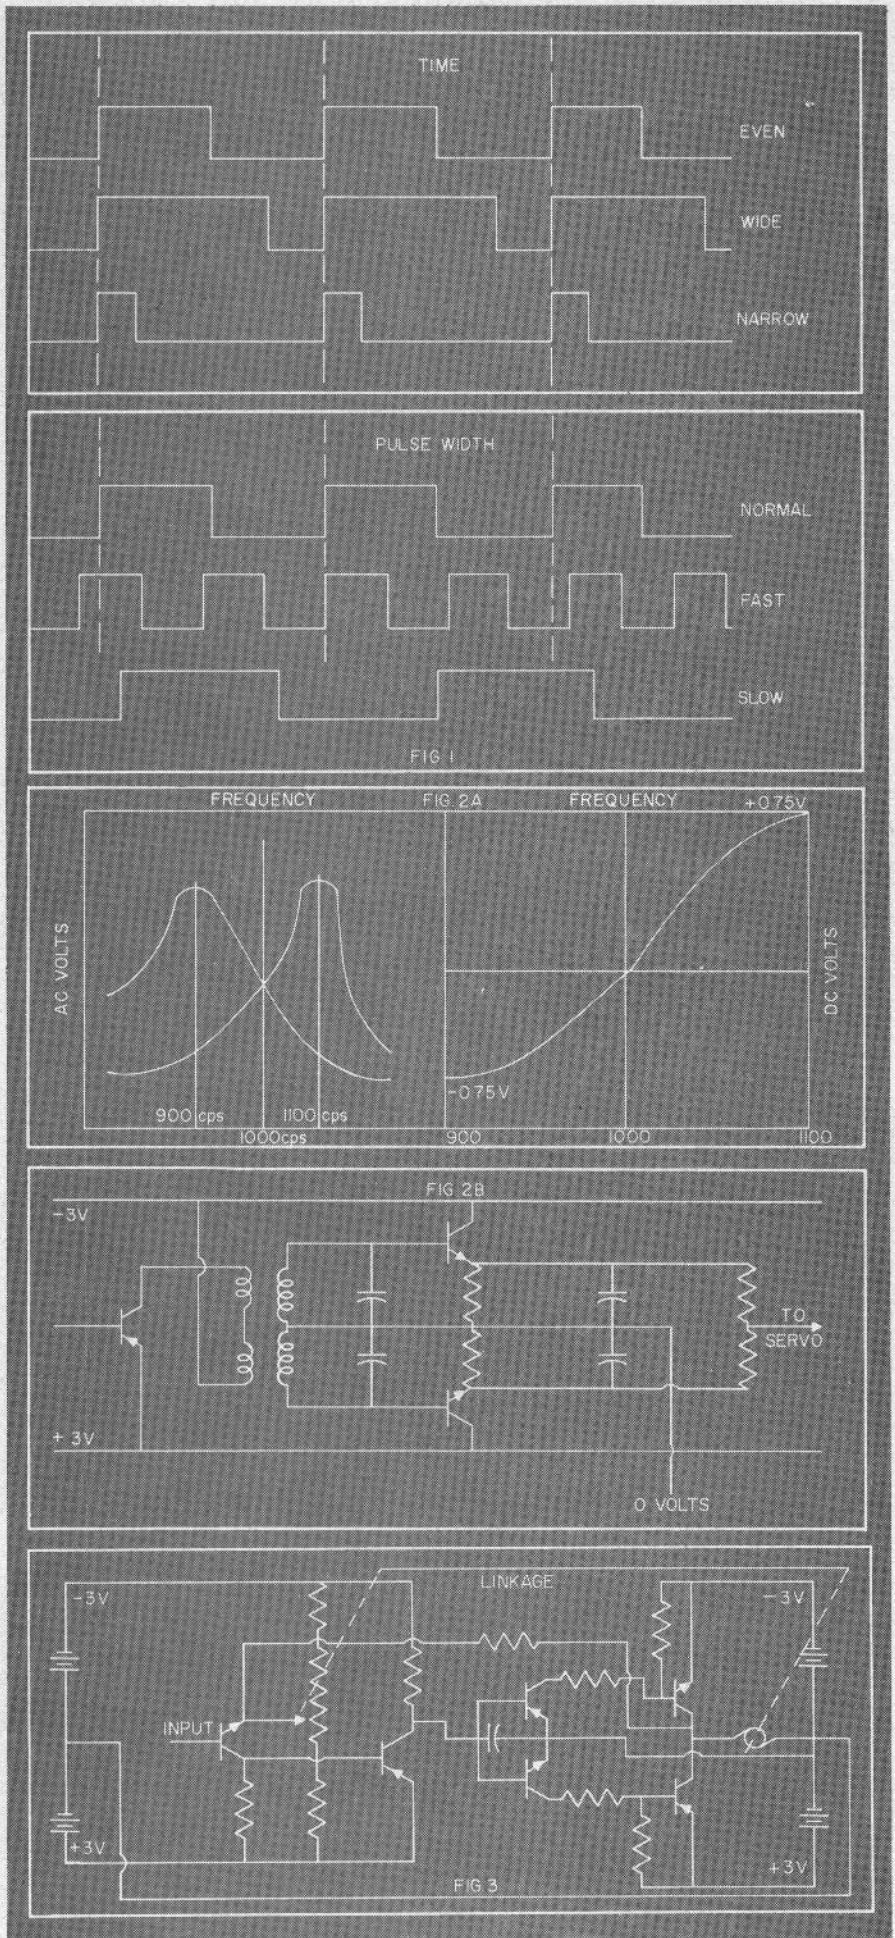 TIME
EVEN
WIDE
NARROW
PULSE WIDTH
NORMAL
FAST
SLOW
FIG 1
FREQUENCY
FIG. 2A
FREQUENCY
+0.75V
AC VOLTS
DC VOLTS
-0.75V
900 cps
1100 cps
1000cps
900
1000
1100
FIG 2B
-3V
TO
SERVO
+3V
0 VOLTS
LINKAGE
-3V
-3V
INPUT
+3V
+3V
FIG 3